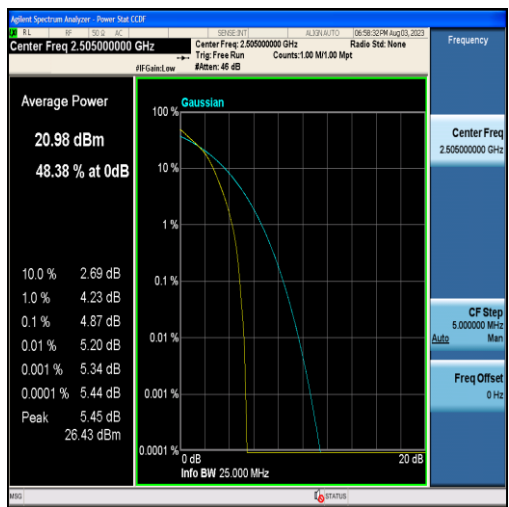 Agilent Spectrum Analyzer - Power Stat CCDF
RL RF 50 Ω AC SENSE:INT ALIGN AUTO 06:58:32 PM Aug 03, 2023
Center Freq 2.505000000 GHz
Center Freq: 2.505000000 GHz Radio Std: None
Trig: Free Run Counts:1.00 M/1.00 Mpt
#IFGain:Low #Atten: 46 dB
Frequency
Average Power
20.98 dBm
48.38 % at 0dB
10.0 % 2.69 dB
1.0 % 4.23 dB
0.1 % 4.87 dB
0.01 % 5.20 dB
0.001 % 5.34 dB
0.0001 % 5.44 dB
Peak 5.45 dB
26.43 dBm
Gaussian
100 %
10 %
1 %
0.1 %
0.01 %
0.001 %
0.0001 %
0 dB 20 dB
Info BW 25.000 MHz
Center Freq
2.505000000 GHz
CF Step
5.000000 MHz
Auto Man
Freq Offset
0 Hz
MSG STATUS